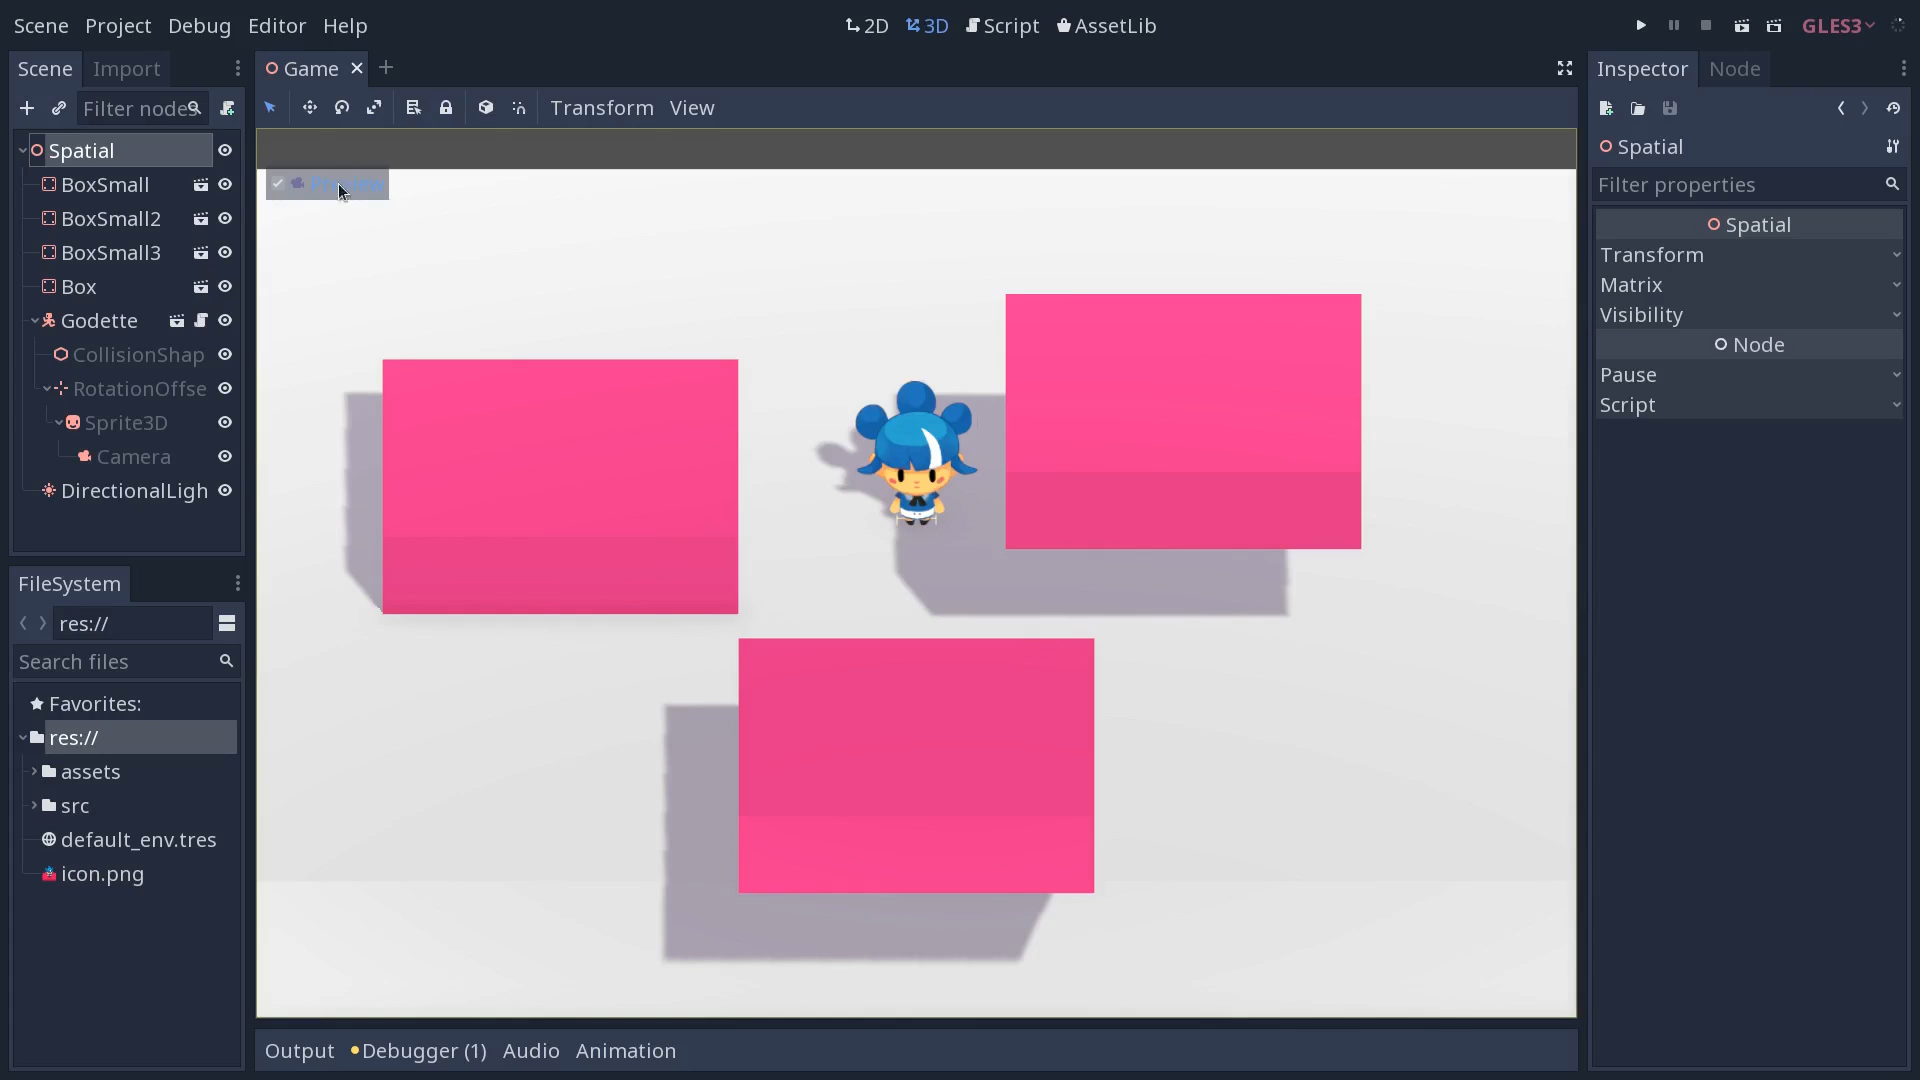 Scene Project Debug Editor Help
2D 3D Script AssetLib
GLES3
Scene Import
Filter nodes
Spatial
BoxSmall
BoxSmall2
BoxSmall3
Box
Godette
CollisionShap
RotationOffse
Sprite3D
Camera
DirectionalLigh
FileSystem
res://
Search files
Favorites:
res://
assets
src
default_env.tres
icon.png
Game
Transform View
Preview
Output Debugger (1) Audio Animation
Inspector Node
Spatial
Filter properties
Spatial
Transform
Matrix
Visibility
Node
Pause
Script